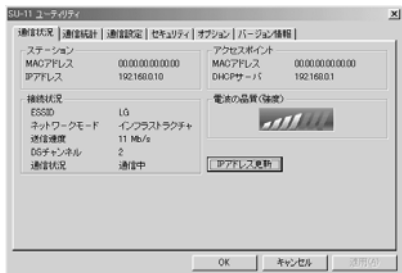 SU-11 ユーティリティ
通信状況 通信統計 通信設定 セキュリティ オプション バージョン情報
ステーション
MACアドレス 00:00:00:00:00:00
IPアドレス 192.168.0.10
アクセスポイント
MACアドレス 00:00:00:00:00:00
DHCPサーバ 192.168.0.1
接続状況
ESSID LG
ネットワークモード インフラストラクチャ
送信速度 11 Mb/s
DSチャンネル 2
通信状況 通信中
電波の品質(強度)
IPアドレス更新
OK キャンセル 適用(A)